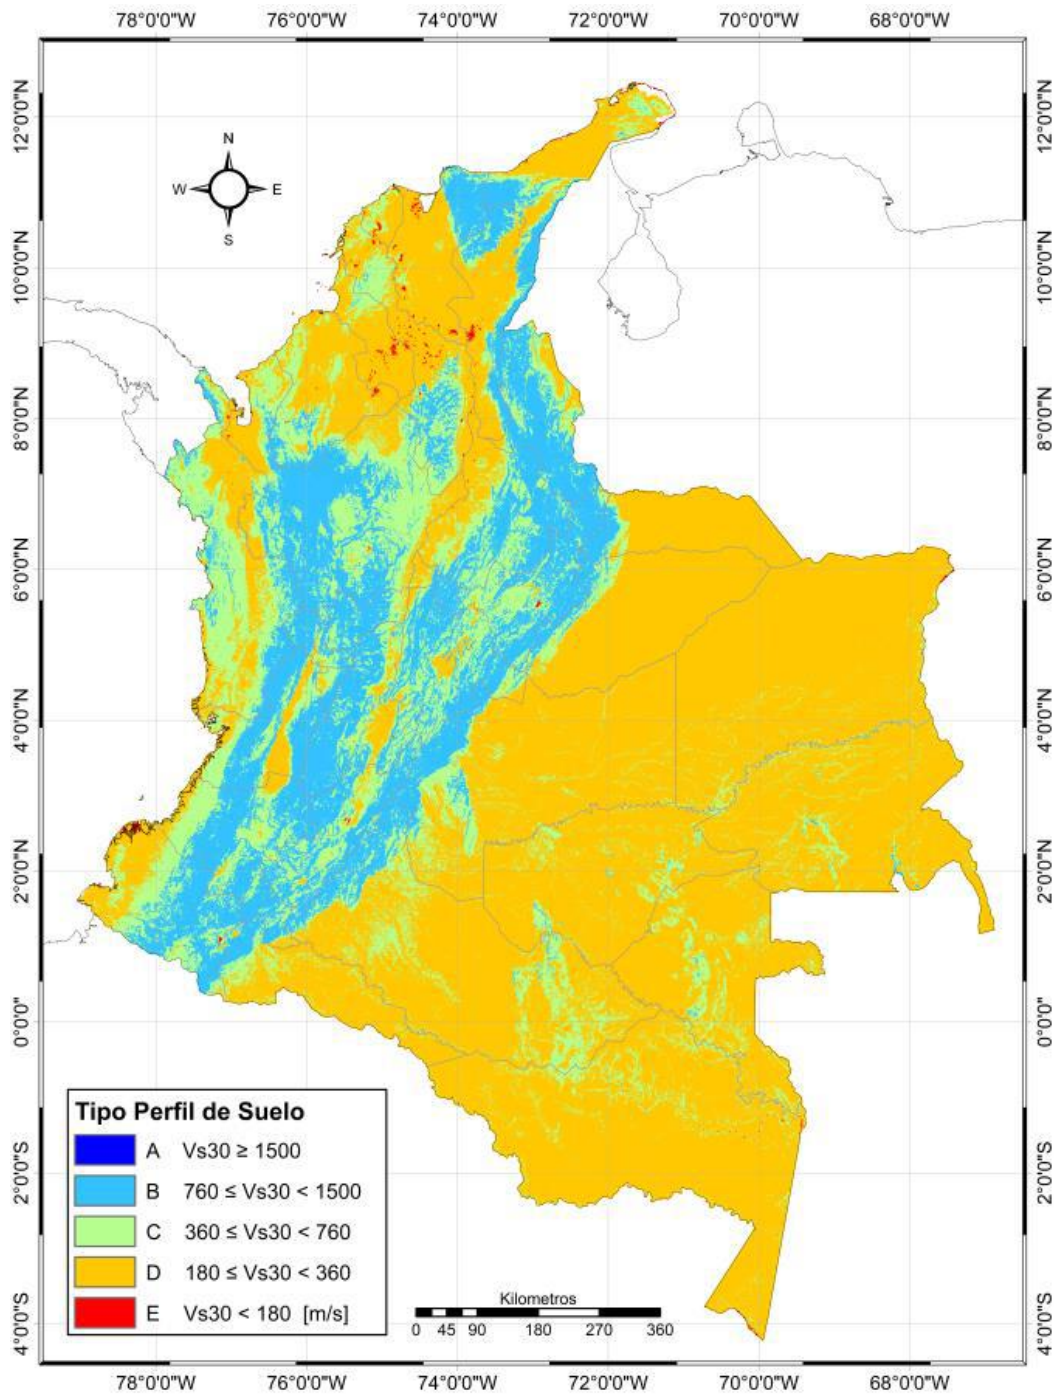 78°0'0"W 76°0'0"W 74°0'0"W 72°0'0"W 70°0'0"W 68°0'0"W
12°0'0"N 12°0'0"N
N
W E
S
10°0'0"N 10°0'0"N
8°0'0"N 8°0'0"N
6°0'0"N 6°0'0"N
4°0'0"N 4°0'0"N
2°0'0"N 2°0'0"N
0°0'0" 0°0'0"
2°0'0"S 2°0'0"S
4°0'0"S 4°0'0"S
Tipo Perfil de Suelo
A Vs30 ≥ 1500
B 760 ≤ Vs30 < 1500
C 360 ≤ Vs30 < 760
D 180 ≤ Vs30 < 360
E Vs30 < 180 [m/s]
Kilometros
0 45 90 180 270 360
78°0'0"W 76°0'0"W 74°0'0"W 72°0'0"W 70°0'0"W 68°0'0"W